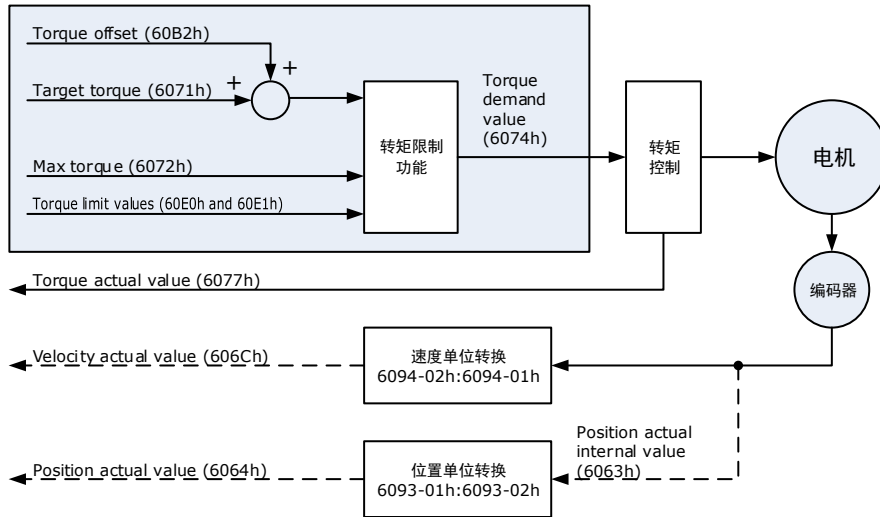 Torque offset (60B2h)
+
+
Target torque (6071h)
Max torque (6072h)
Torque limit values (60E0h and 60E1h)
转矩限制
功能
Torque
demand
value
(6074h)
转矩
控制
电机
编码器
Torque actual value (6077h)
Velocity actual value (606Ch)
速度单位转换
6094-02h:6094-01h
Position actual
internal value
(6063h)
Position actual value (6064h)
位置单位转换
6093-01h:6093-02h